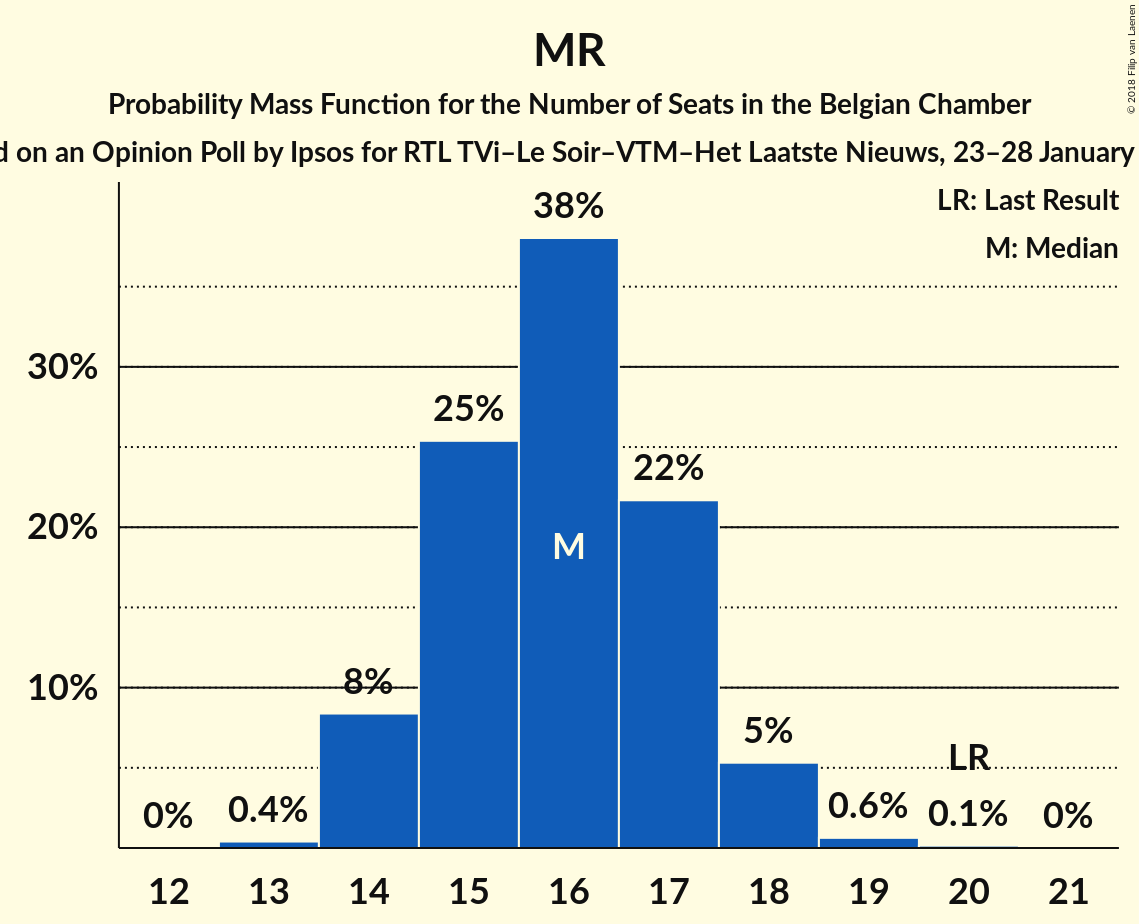 MR
Probability Mass Function for the Number of Seats in the Belgian Chamber
on an Opinion Poll by Ipsos for RTL TVi–Le Soir–VTM–Het Laatste Nieuws, 23–28 January
© 2018 Filip van Laenen
LR: Last Result
M: Median
38%
30%
25%
22%
20%
M
10%
8%
5%
LR
0%
0.4%
0.6%
0.1%
0%
12 13 14 15 16 17 18 19 20 21